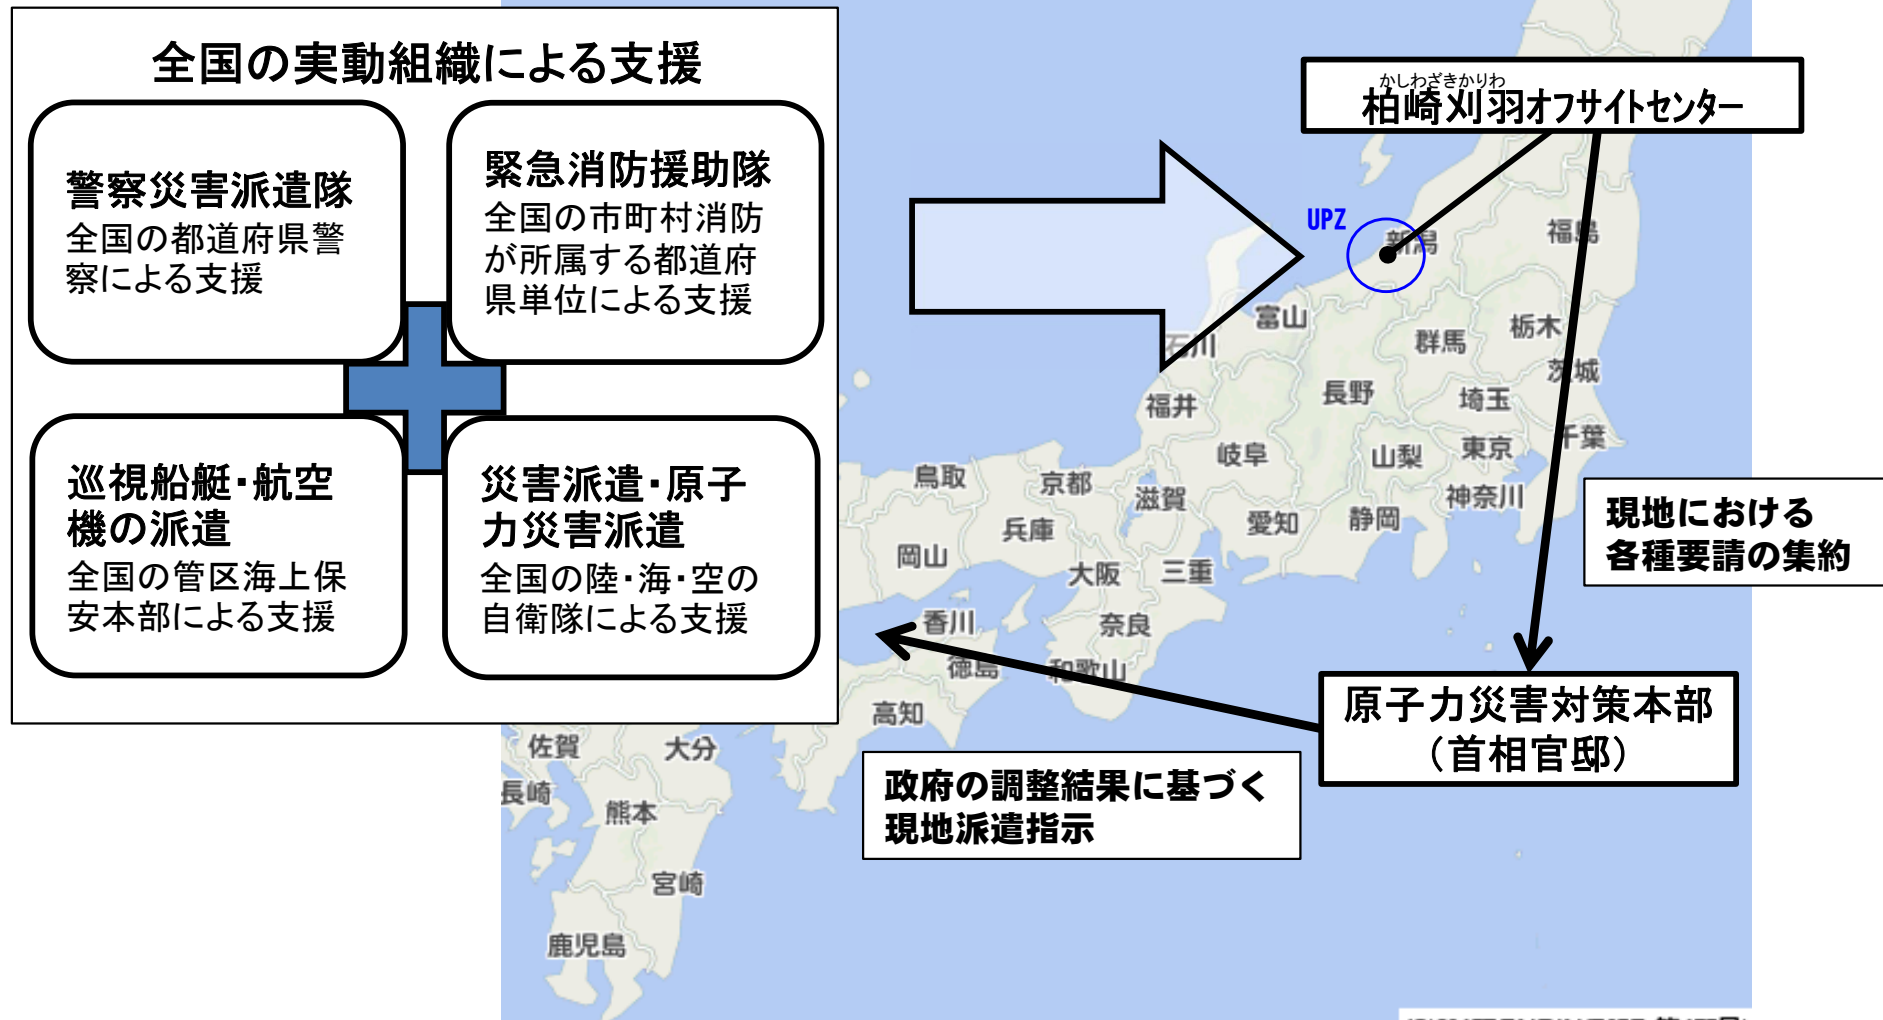 全国の実動組織による支援
警察災害派遣隊
全国の都道府県警
察による支援
緊急消防援助隊
全国の市町村消防
が所属する都道府
県単位による支援
巡視船艇・航空
機の派遣
全国の管区海上保
安本部による支援
災害派遣・原子
力災害派遣
全国の陸・海・空の
自衛隊による支援
かしわざきかりわ
柏崎刈羽オフサイトセンター
UPZ
新潟
福島
富山
石川
群馬
栃木
茨城
福井
長野
埼玉
岐阜
山梨
東京
千葉
鳥取
京都
滋賀
神奈川
愛知
静岡
兵庫
岡山
大阪
三重
香川
奈良
徳島
和歌山
高知
佐賀
大分
長崎
熊本
宮崎
鹿児島
現地における
各種要請の集約
原子力災害対策本部
（首相官邸）
政府の調整結果に基づく
現地派遣指示